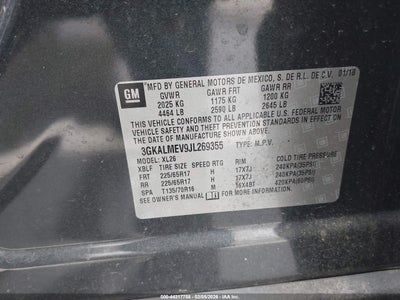 GM
MFD BY GENERAL MOTORS DE MEXICO, S. DE R.L. DE C.V. 01/18
GVWR GAWR FRT GAWR RR
2025 KG 1175 KG 1200 KG
4464 LB 2590 LB 2645 LB
THIS VEHICLE CONFORMS TO ALL APPLICABLE U.S. FEDERAL MOTOR
VEHICLE SAFETY, AND THEFT PREVENTION STANDARDS IN EFFECT ON
THE DATE OF MANUFACTURE SHOWN ABOVE.
3GKALMEV9JL269355 TYPE: M.P.V.
MODEL: XL26
XBLF TIRE SIZE SPEED RTG RIM COLD TIRE PRESSURE
FRT 225/65R17 H 17X7J 240KPA(35PSI)
RR 225/65R17 H 17X7J 240KPA(35PSI)
SPA T135/70R16 M 16X4BT 420KPA(60PSI)
SEE OWNER'S MANUAL FOR ADDITIONAL INFORMATION.